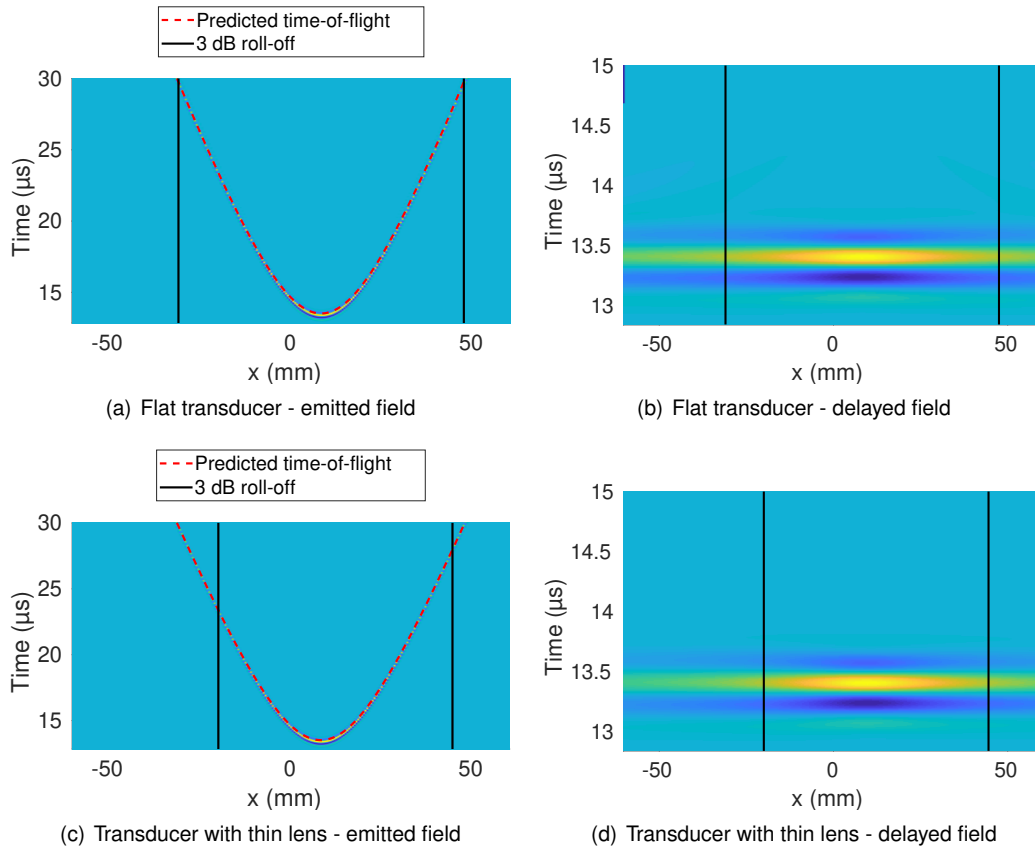 Predicted time-of-flight
3 dB roll-off
30
25
20
15
Time (µs)
-50 0 50
x (mm)
(a) Flat transducer - emitted field
15
14.5
14
13.5
13
Time (µs)
-50 0 50
x (mm)
(b) Flat transducer - delayed field
Predicted time-of-flight
3 dB roll-off
30
25
20
15
Time (µs)
-50 0 50
x (mm)
(c) Transducer with thin lens - emitted field
15
14.5
14
13.5
13
Time (µs)
-50 0 50
x (mm)
(d) Transducer with thin lens - delayed field